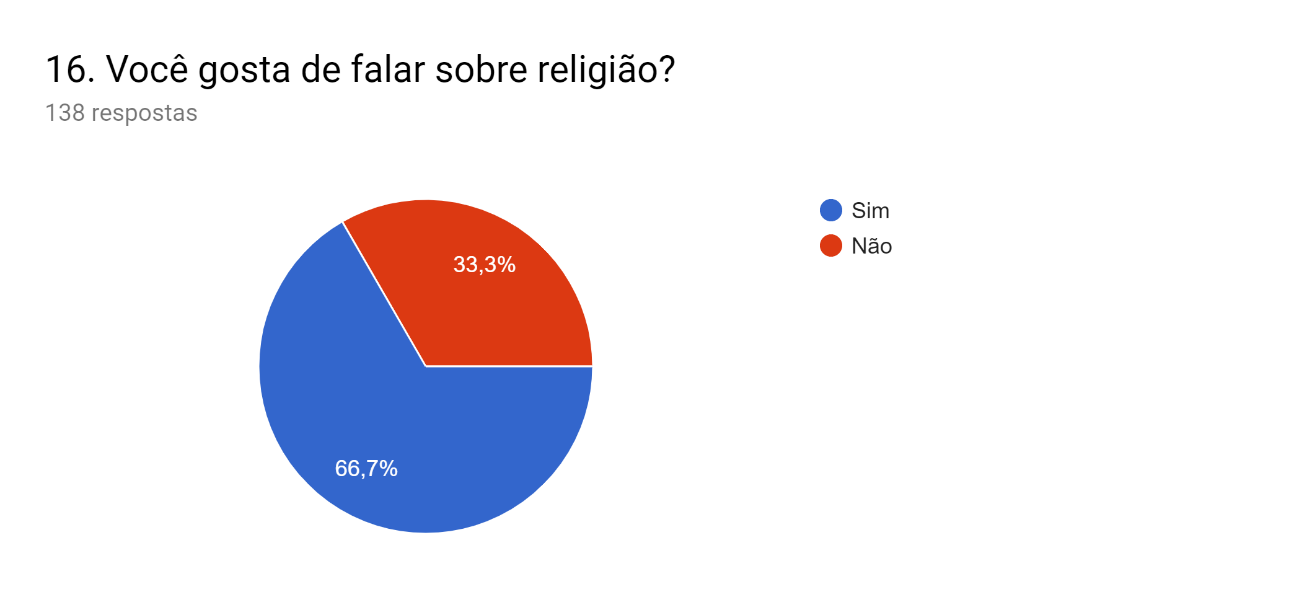 16. Você gosta de falar sobre religião?
138 respostas
Sim
Não
33,3%
66,7%